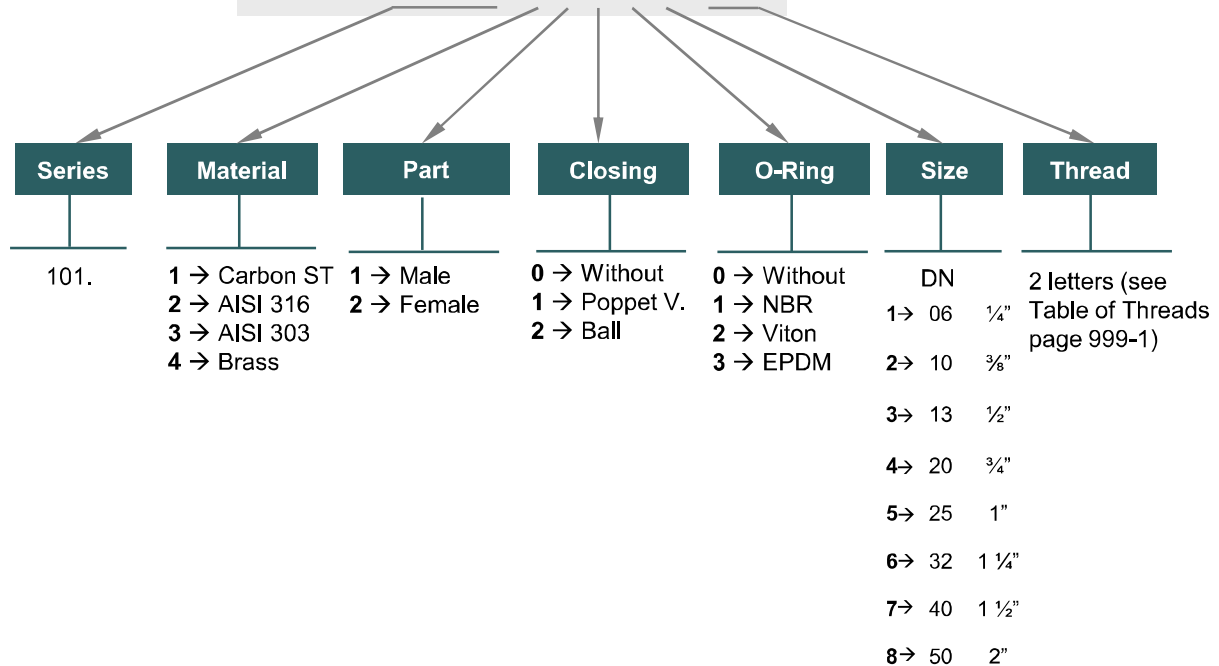 Series
Material
Part
Closing
O-Ring
Size
Thread
101.
1 → Carbon ST
2 → AISI 316
3 → AISI 303
4 → Brass
1 → Male
2 → Female
0 → Without
1 → Poppet V.
2 → Ball
0 → Without
1 → NBR
2 → Viton
3 → EPDM
DN
1→ 06 ¼”
2→ 10 ⅜”
3→ 13 ½”
4→ 20 ¾”
5→ 25 1”
6→ 32 1 ¼”
7→ 40 1 ½”
8→ 50 2”
2 letters (see
Table of Threads
page 999-1)